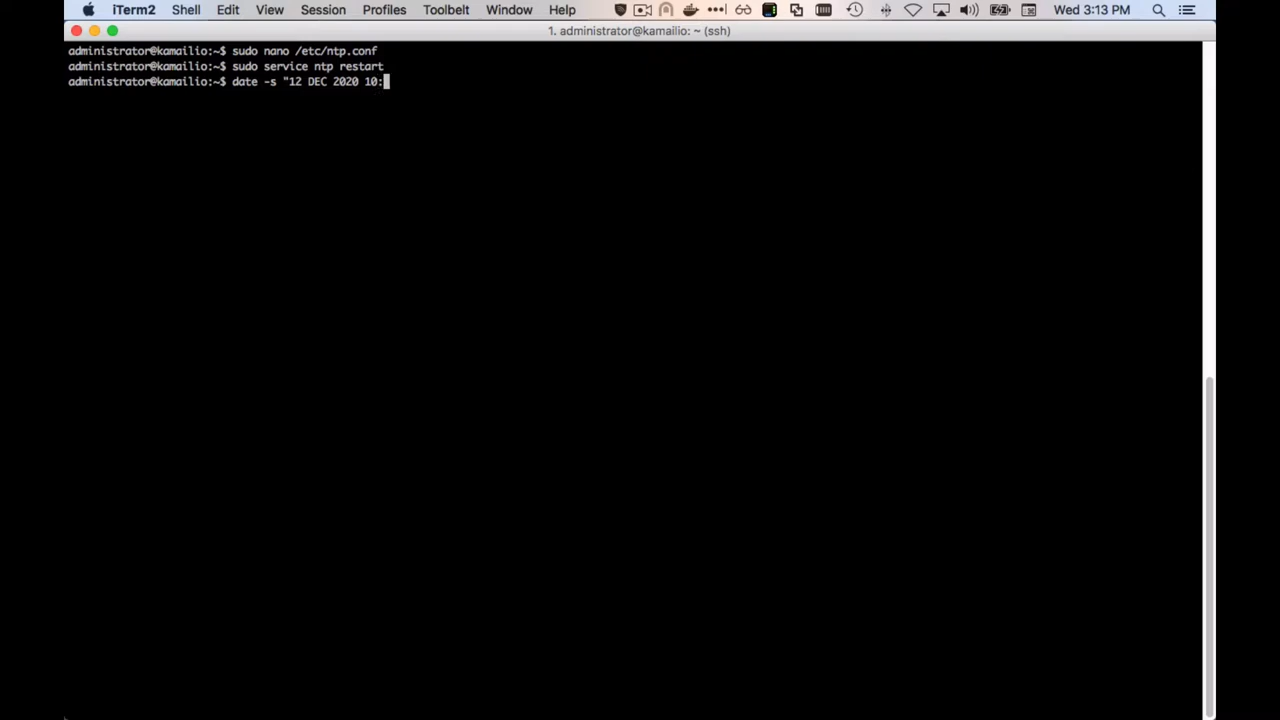 iTerm2 Shell Edit View Session Profiles Toolbelt Window Help Wed 3:13 PM
1. administrator@kamailio: ~ (ssh)
administrator@kamailio:~$ sudo nano /etc/ntp.conf
administrator@kamailio:~$ sudo service ntp restart
administrator@kamailio:~$ date -s "12 DEC 2020 10: